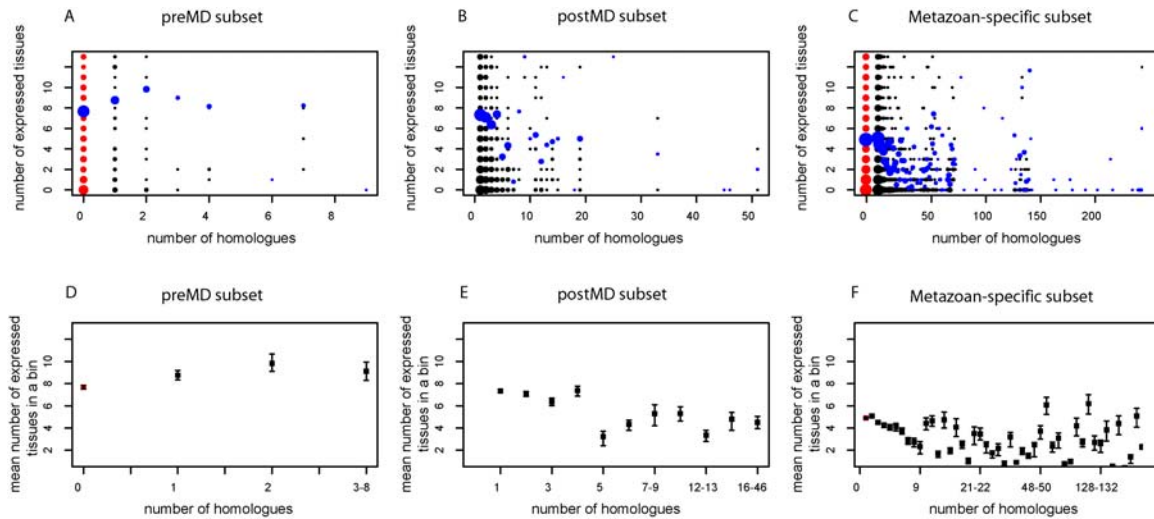 A preMD subset
number of expressed tissues
0 2 4 6 8 10
0 2 4 6 8
number of homologues
B postMD subset
number of expressed tissues
0 2 4 6 8 10
0 10 20 30 40 50
number of homologues
C Metazoan-specific subset
number of expressed tissues
0 2 4 6 8 10
0 50 100 150 200
number of homologues
D preMD subset
mean number of expressed
tissues in a bin
2 4 6 8 10
0 1 2 3-8
number of homologues
E postMD subset
mean number of expressed
tissues in a bin
2 4 6 8 10
1 3 5 7-9 12-13 16-46
number of homologues
F Metazoan-specific subset
mean number of expressed
tissues in a bin
2 4 6 8 10
0 9 21-22 48-50 128-132
number of homologues